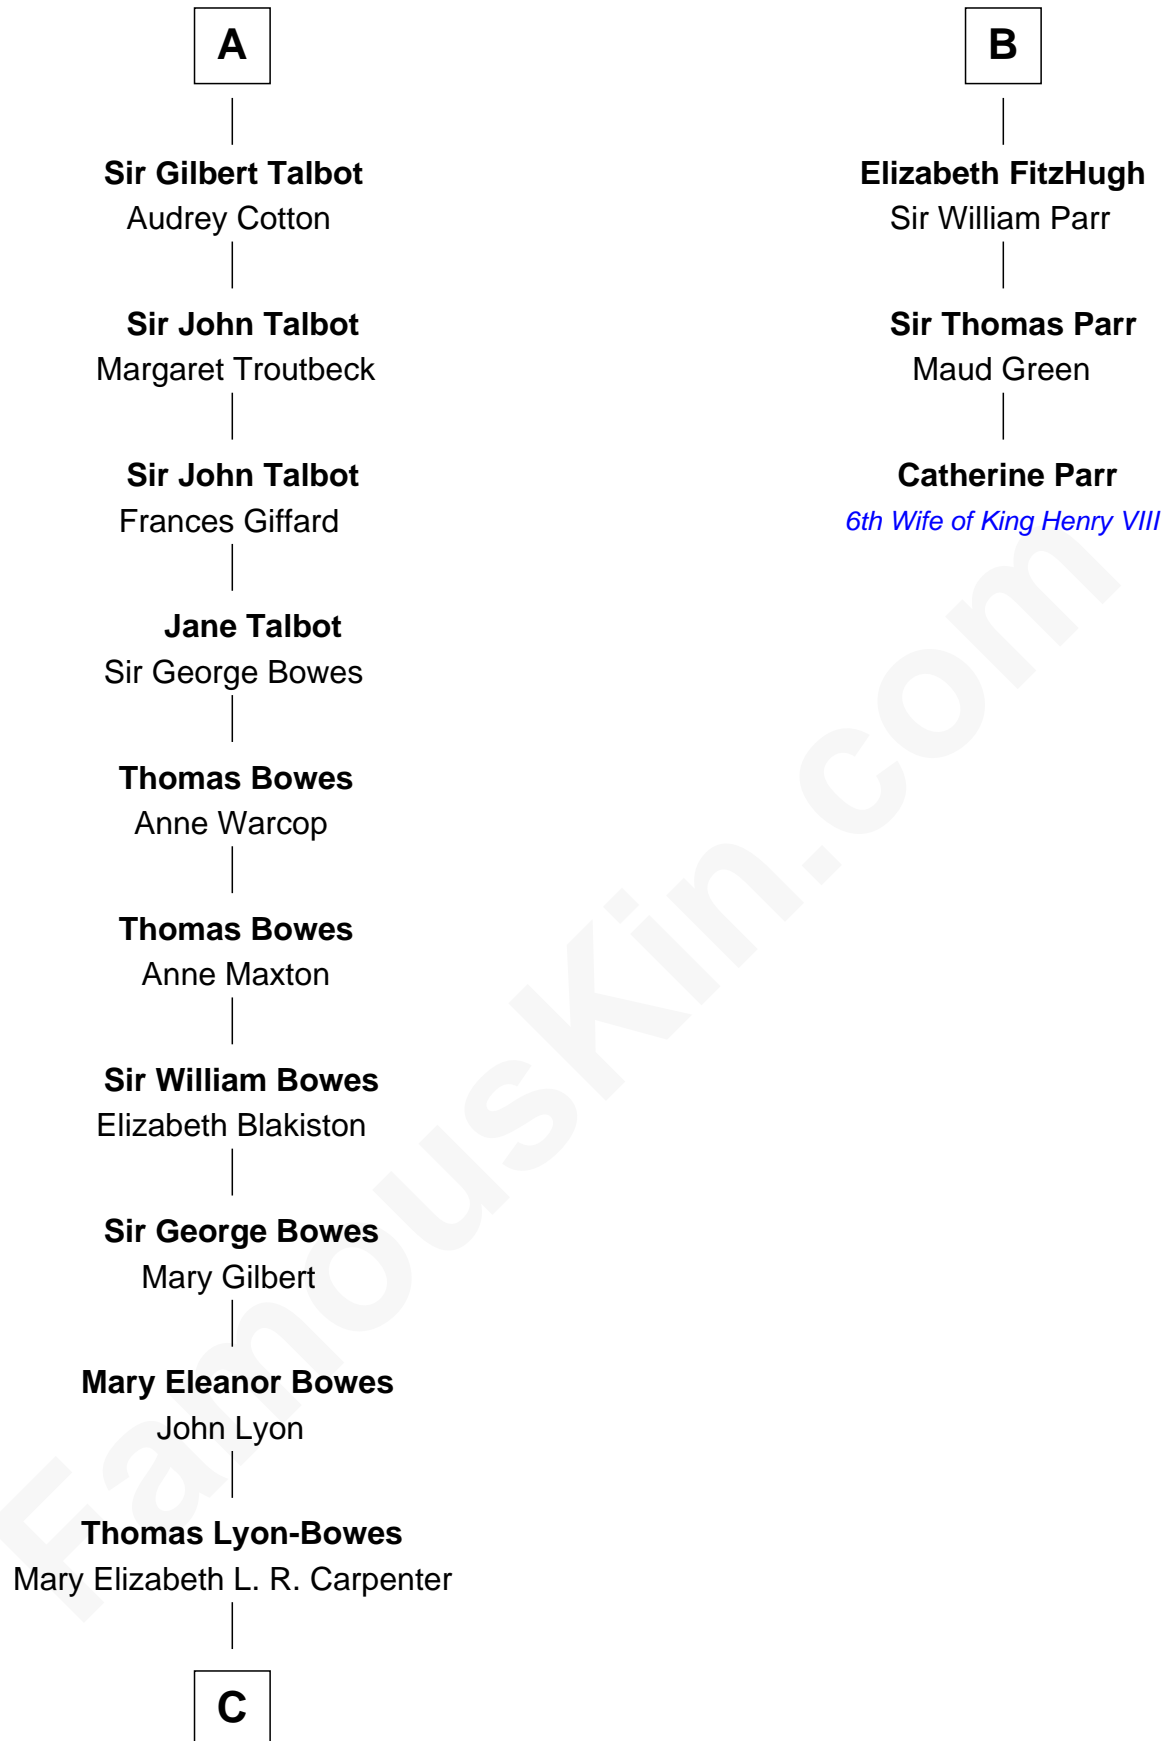 A
Sir Gilbert Talbot
Audrey Cotton
Sir John Talbot
Margaret Troutbeck
Sir John Talbot
Frances Giffard
Jane Talbot
Sir George Bowes
Thomas Bowes
Anne Warcop
Thomas Bowes
Anne Maxton
Sir William Bowes
Elizabeth Blakiston
Sir George Bowes
Mary Gilbert
Mary Eleanor Bowes
John Lyon
Thomas Lyon-Bowes
Mary Elizabeth L. R. Carpenter
C
B
Elizabeth FitzHugh
Sir William Parr
Sir Thomas Parr
Maud Green
Catherine Parr
6th Wife of King Henry VIII
FamousKin.com